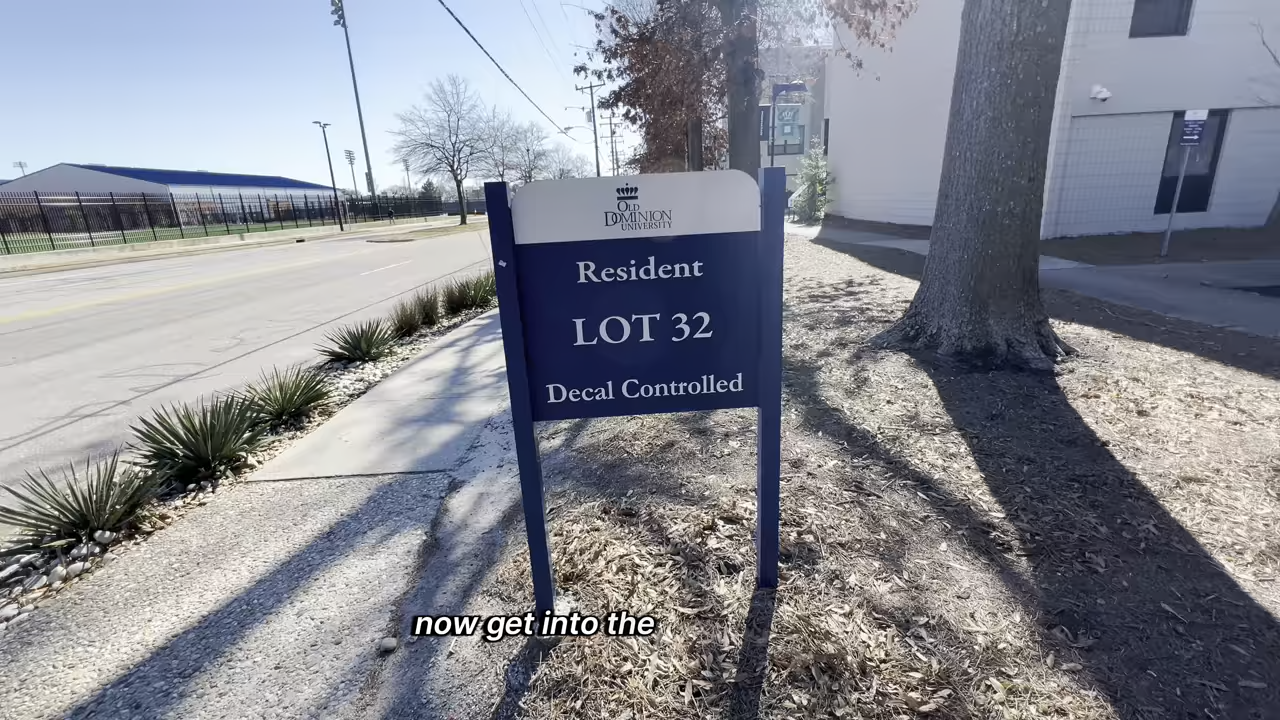 OLD
DOMINION
UNIVERSITY
Resident
LOT 32
Decal Controlled
now get into the